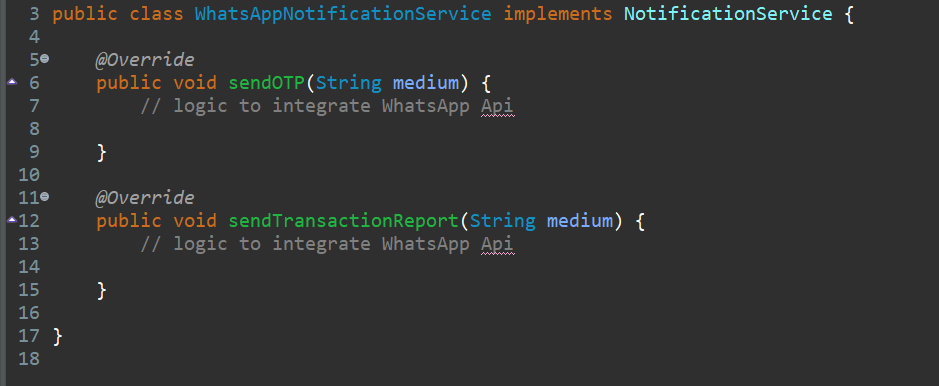 3 public class WhatsAppNotificationService implements NotificationService {
4
5 @Override
6 public void sendOTP(String medium) {
7 // logic to integrate WhatsApp Api
8
9 }
10
11 @Override
12 public void sendTransactionReport(String medium) {
13 // logic to integrate WhatsApp Api
14
15 }
16
17 }
18